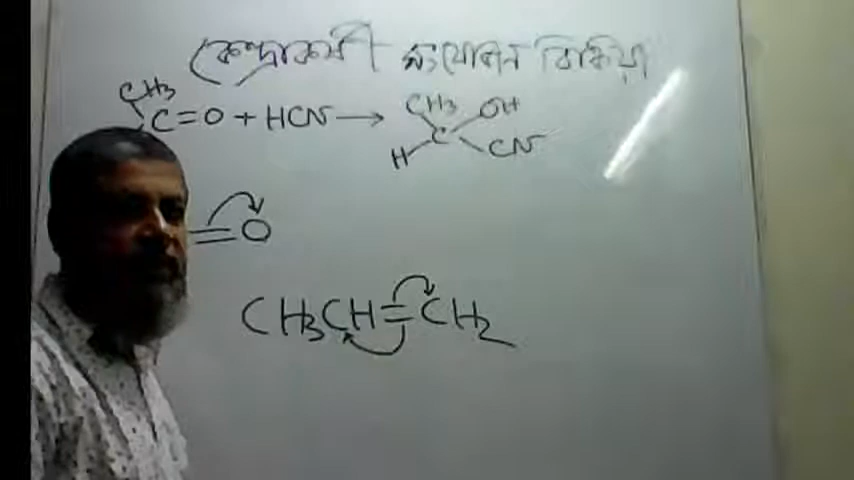 কেন্দ্রাকর্ষী সংযোজন বিক্রিয়া
CH3
C=O + HCN → CH3 OH
H C CN
=O
CH3CH=CH2